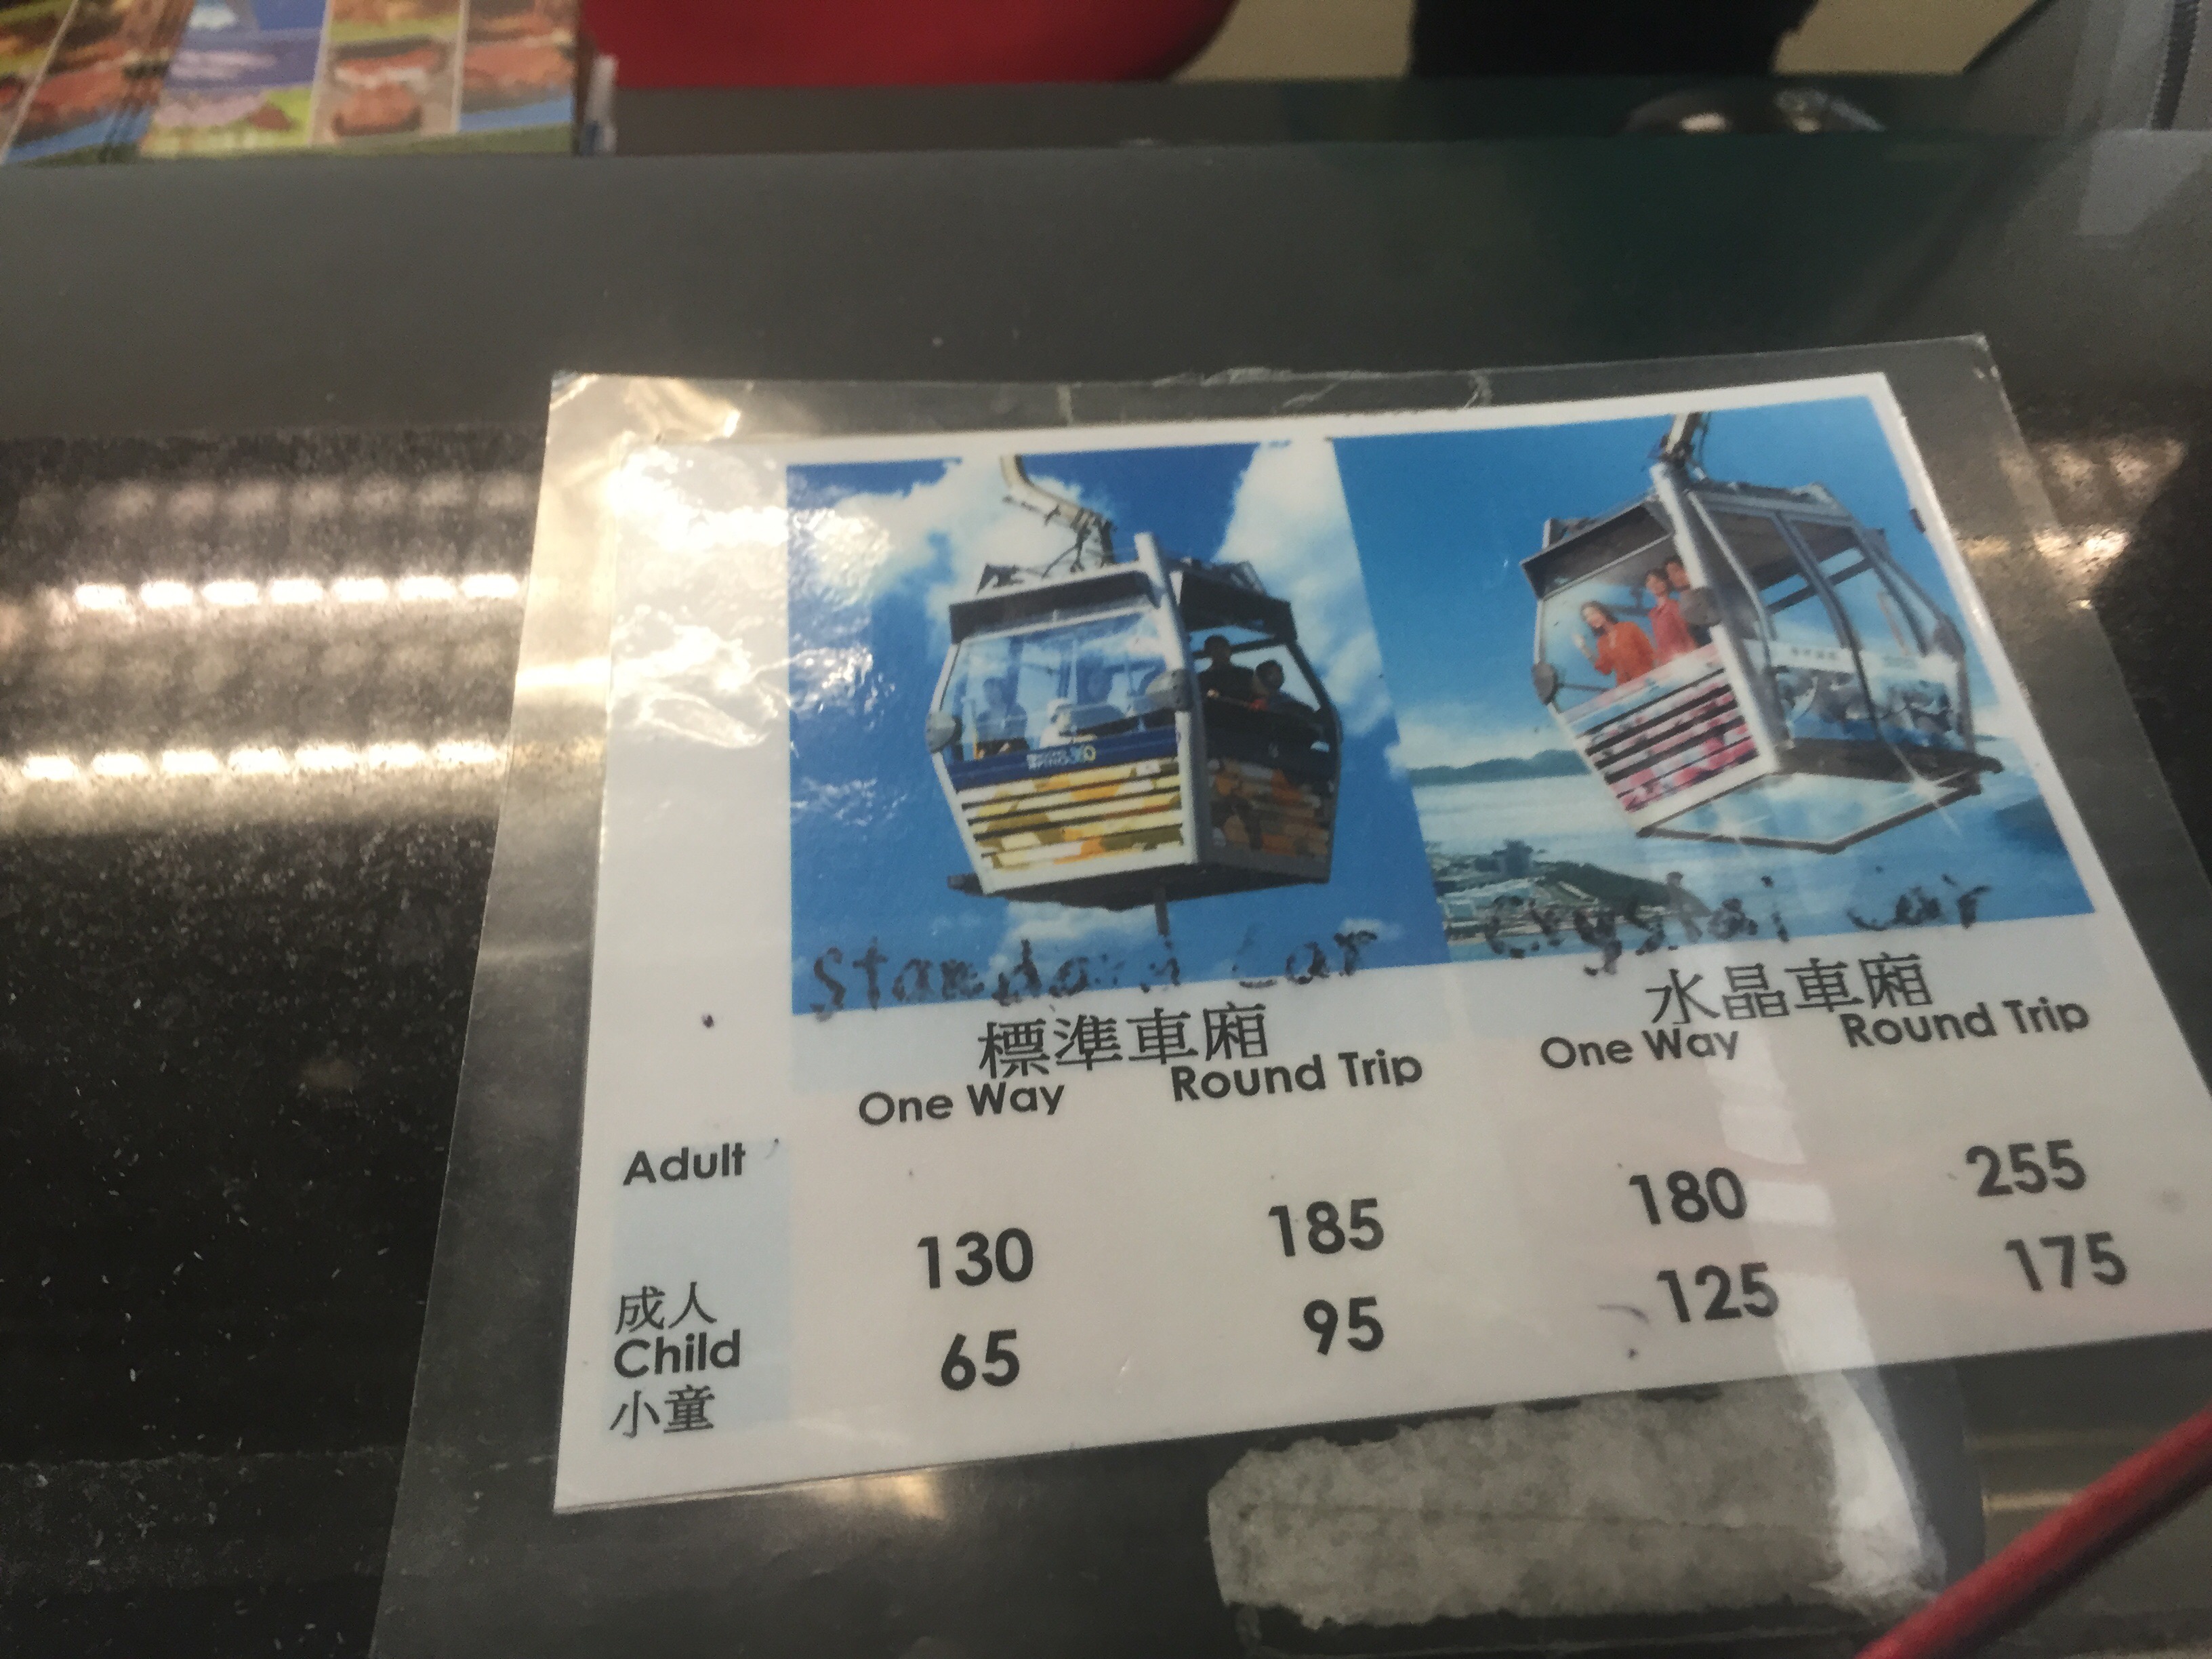 Standard Car
Crystal Car
標準車廂
水晶車廂
One Way Round Trip One Way Round Trip
Adult
130 185 180 255
成人
Child 65 95 125 175
小童